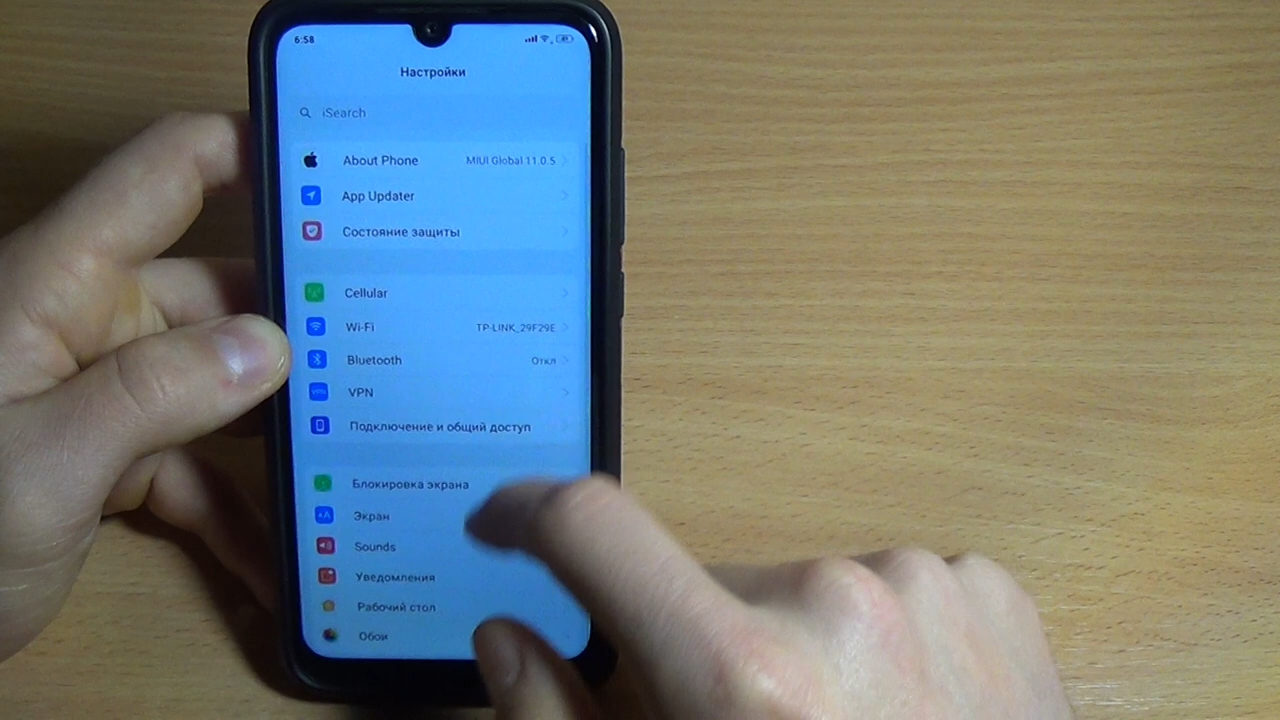 6:58
Настройки
iSearch
About Phone MIUI Global 11.0.5
App Updater
Состояние защиты
Cellular
Wi-Fi TP-LINK_29F29E
Bluetooth Откл
VPN
Подключение и общий доступ
Блокировка экрана
AA Экран
Sounds
Уведомления
Рабочий стол
Обои